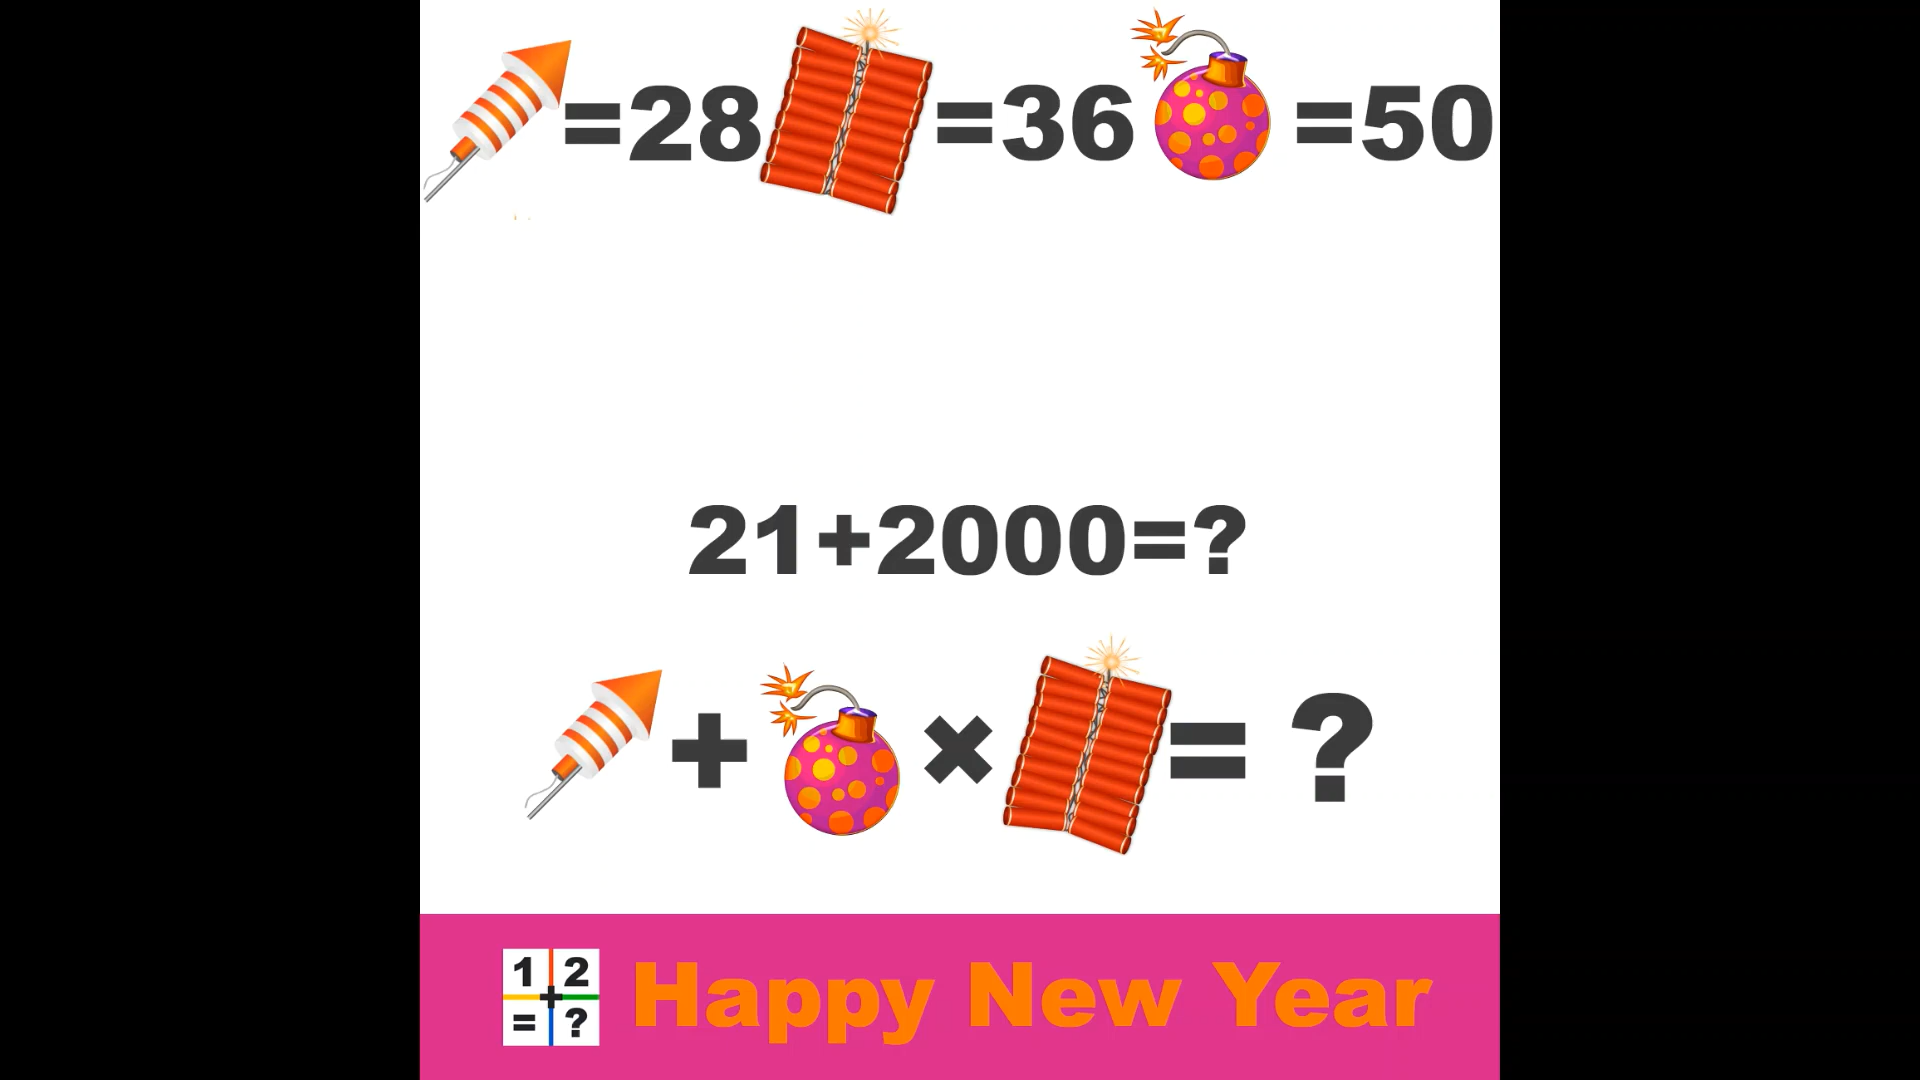 =28 =36 =50
21+2000=?
+ × = ?
1 2
+
= ?
Happy New Year